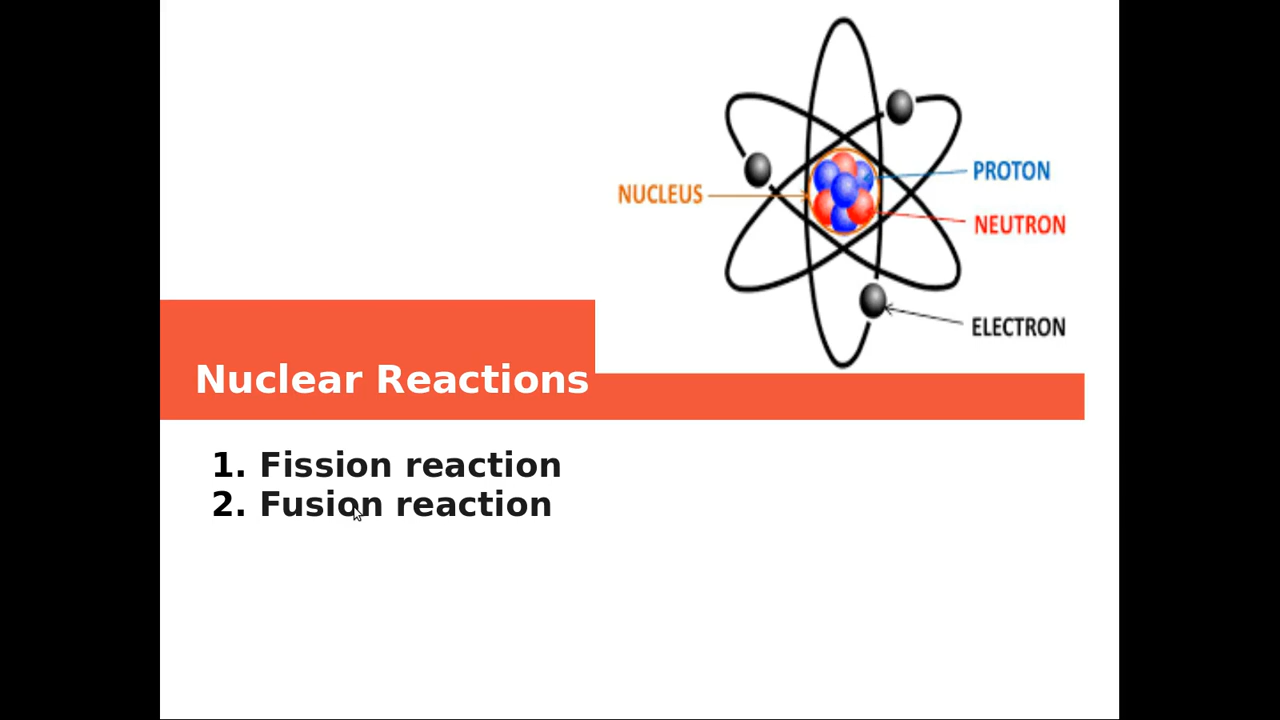 NUCLEUS
PROTON
NEUTRON
ELECTRON
Nuclear Reactions
1. Fission reaction
2. Fusion reaction